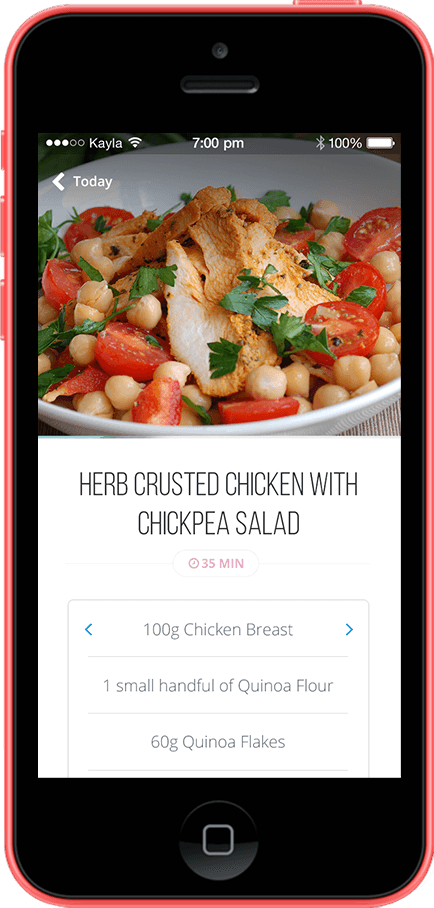 Kayla 7:00 pm 100%
Today
HERB CRUSTED CHICKEN WITH
CHICKPEA SALAD
35 MIN
100g Chicken Breast
1 small handful of Quinoa Flour
60g Quinoa Flakes